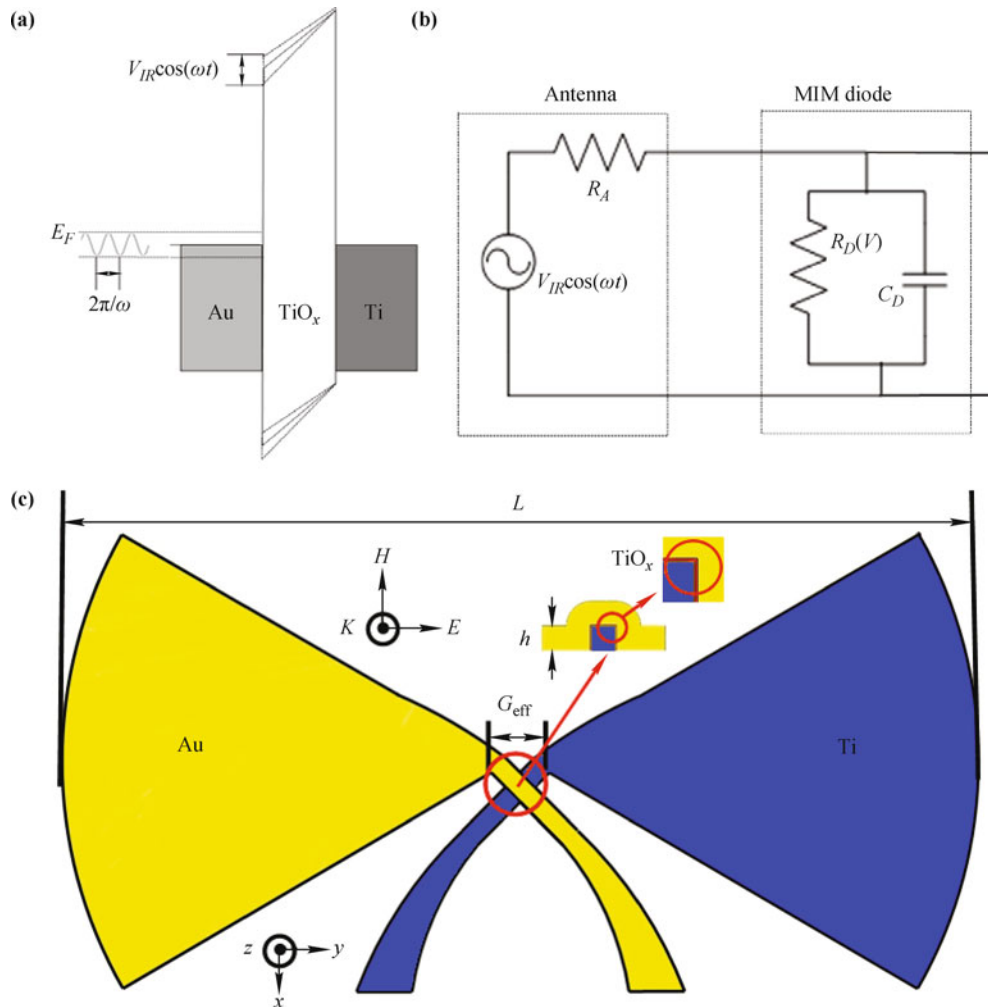 (a)
V_IR cos(ωt)
E_F
2π/ω
Au
TiO_x
Ti
(b)
Antenna
MIM diode
R_A
V_IR cos(ωt)
R_D(V)
C_D
(c)
L
H
K
E
TiO_x
h
G_eff
Au
Ti
z
y
x